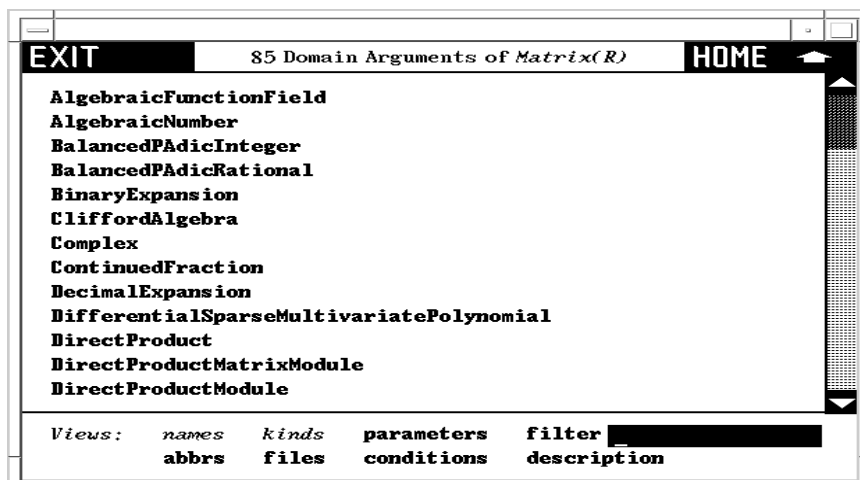 EXIT 85 Domain Arguments of Matrix(R) HOME
AlgebraicFunctionField
AlgebraicNumber
BalancedPAdicInteger
BalancedPAdicRational
BinaryExpansion
CliffordAlgebra
Complex
ContinuedFraction
DecimalExpansion
DifferentialSparseMultivariatePolynomial
DirectProduct
DirectProductMatrixModule
DirectProductModule
Views: names kinds parameters filter _
abbrs files conditions description